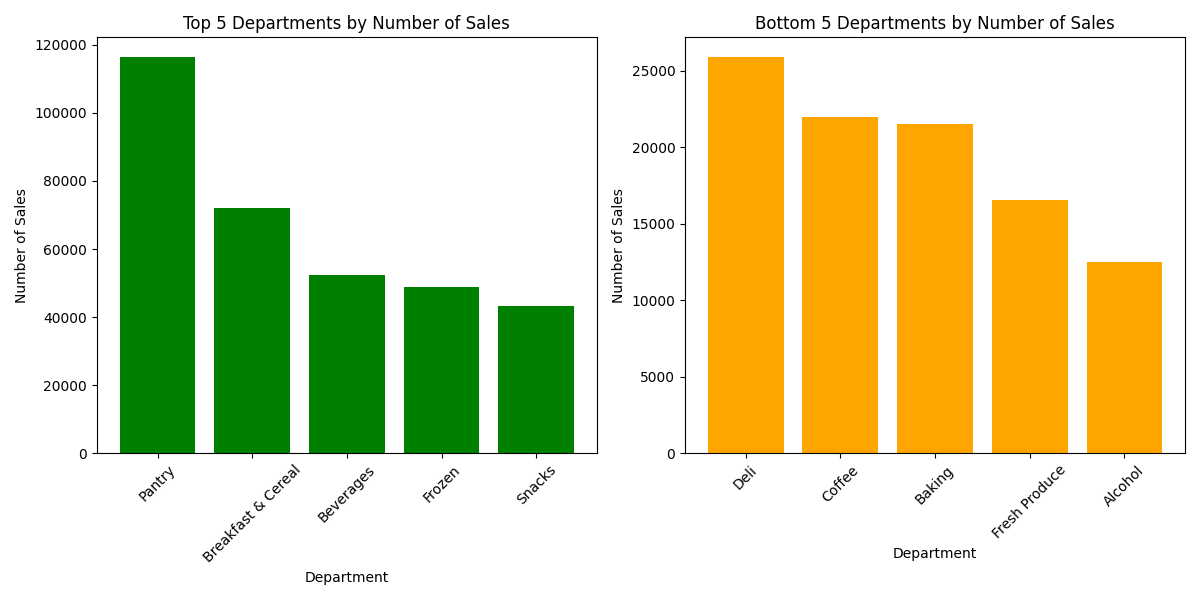 Top 5 Departments by Number of Sales
Number of Sales
120000
100000
80000
60000
40000
20000
0
Pantry
Breakfast & Cereal
Beverages
Frozen
Snacks
Department
Bottom 5 Departments by Number of Sales
Number of Sales
25000
20000
15000
10000
5000
0
Deli
Coffee
Baking
Fresh Produce
Alcohol
Department